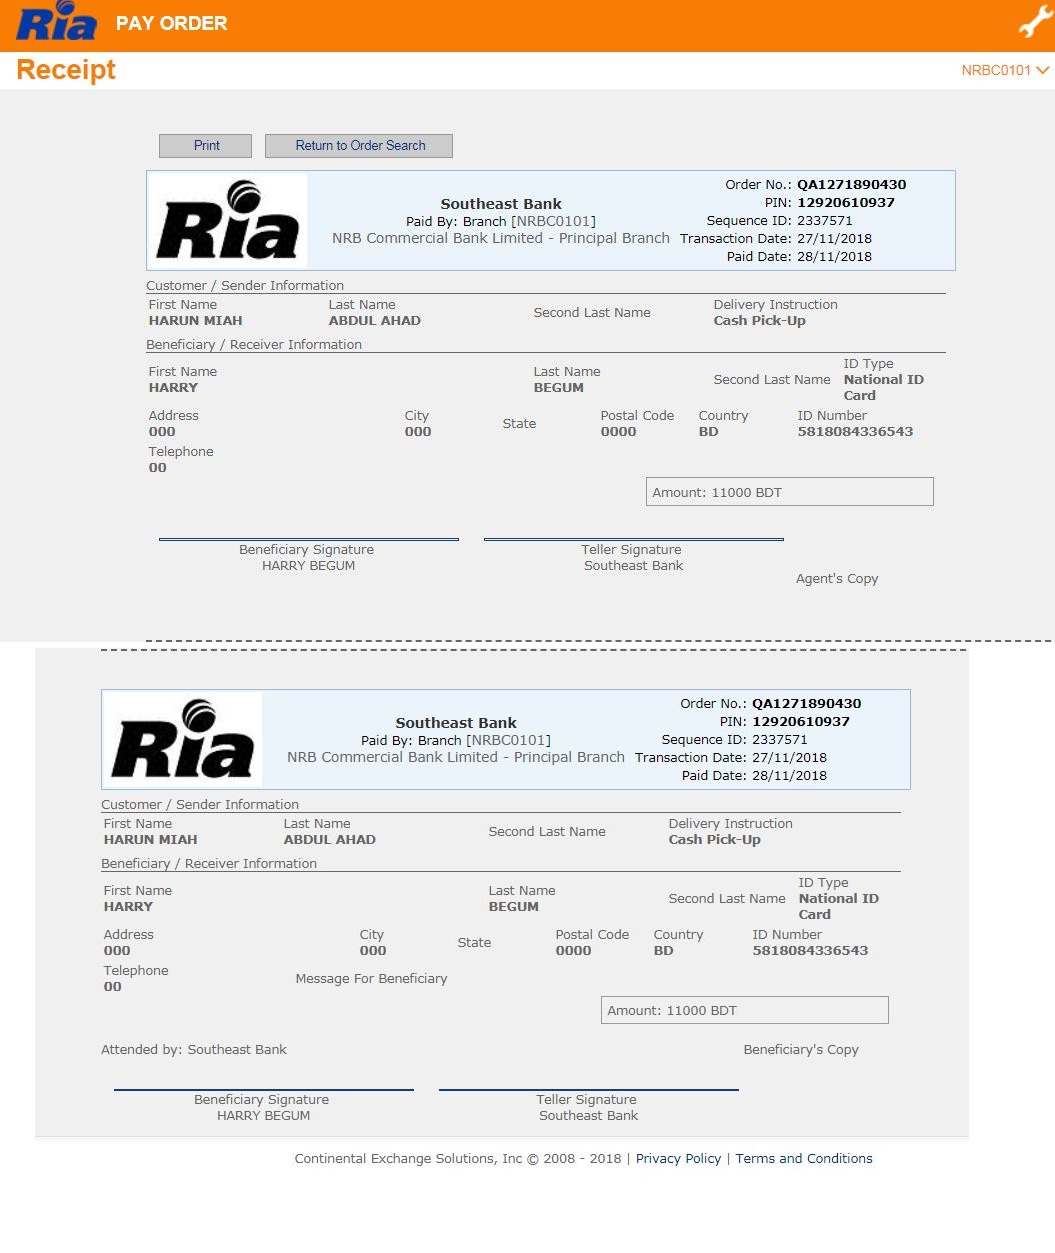 Ria PAY ORDER
Receipt NRBC0101
Print Return to Order Search
Ria
Southeast Bank
Paid By: Branch [NRBC0101]
NRB Commercial Bank Limited - Principal Branch
Order No.: QA1271890430
PIN: 12920610937
Sequence ID: 2337571
Transaction Date: 27/11/2018
Paid Date: 28/11/2018
Customer / Sender Information
First Name Last Name Second Last Name Delivery Instruction
HARUN MIAH ABDUL AHAD Cash Pick-Up
Beneficiary / Receiver Information
First Name Last Name Second Last Name ID Type
HARRY BEGUM National ID
Card
Address City State Postal Code Country ID Number
000 000 0000 BD 5818084336543
Telephone
00
Amount: 11000 BDT
Beneficiary Signature Teller Signature
HARRY BEGUM Southeast Bank
Agent's Copy
Ria
Southeast Bank
Paid By: Branch [NRBC0101]
NRB Commercial Bank Limited - Principal Branch
Order No.: QA1271890430
PIN: 12920610937
Sequence ID: 2337571
Transaction Date: 27/11/2018
Paid Date: 28/11/2018
Customer / Sender Information
First Name Last Name Second Last Name Delivery Instruction
HARUN MIAH ABDUL AHAD Cash Pick-Up
Beneficiary / Receiver Information
First Name Last Name Second Last Name ID Type
HARRY BEGUM National ID
Card
Address City State Postal Code Country ID Number
000 000 0000 BD 5818084336543
Telephone Message For Beneficiary
00
Amount: 11000 BDT
Attended by: Southeast Bank Beneficiary's Copy
Beneficiary Signature Teller Signature
HARRY BEGUM Southeast Bank
Continental Exchange Solutions, Inc © 2008 - 2018 | Privacy Policy | Terms and Conditions